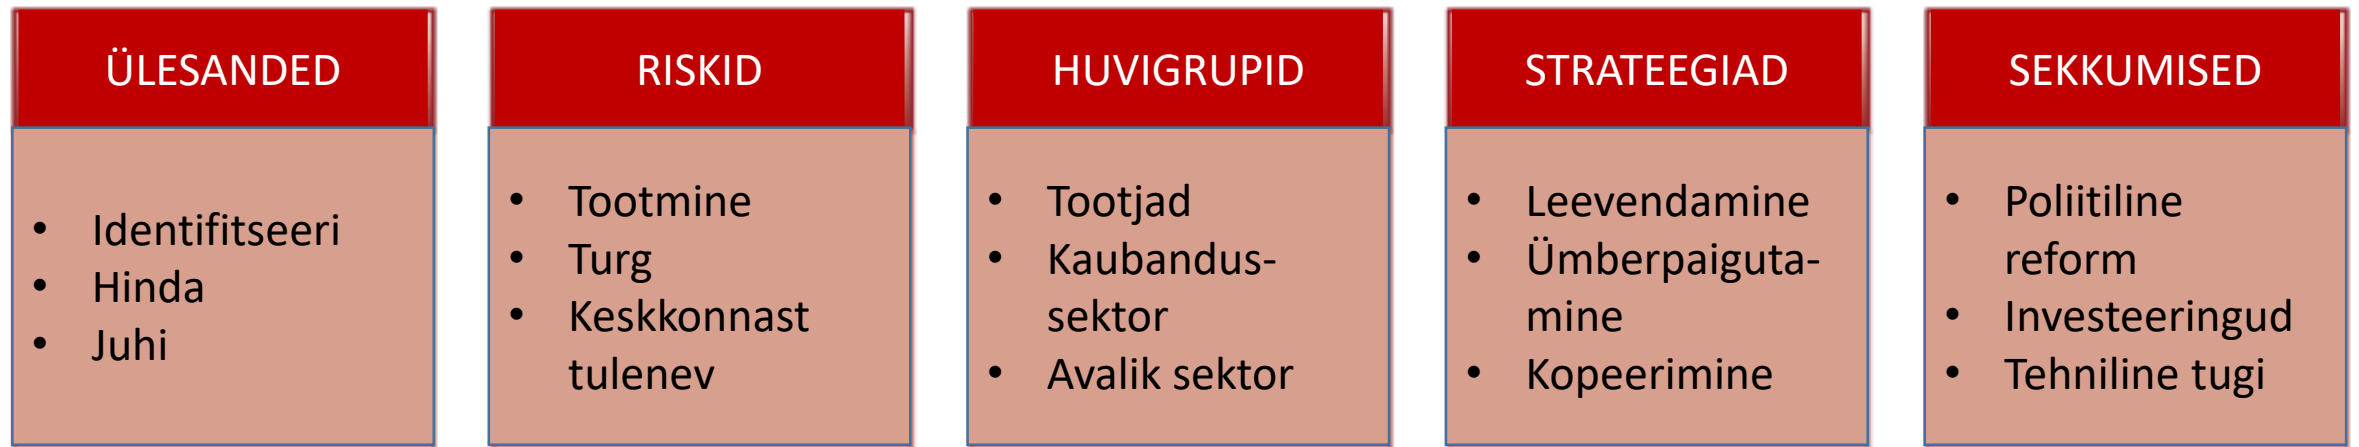 ÜLESANDED
• Identifitseeri
• Hinda
• Juhi
RISKID
• Tootmine
• Turg
• Keskkonnast
tulenev
HUVIGRUPID
• Tootjad
• Kaubandus-
sektor
• Avalik sektor
STRATEEGIAD
• Leevendamine
• Ümberpaiguta-
mine
• Kopeerimine
SEKKUMISED
• Poliitiline
reform
• Investeeringud
• Tehniline tugi